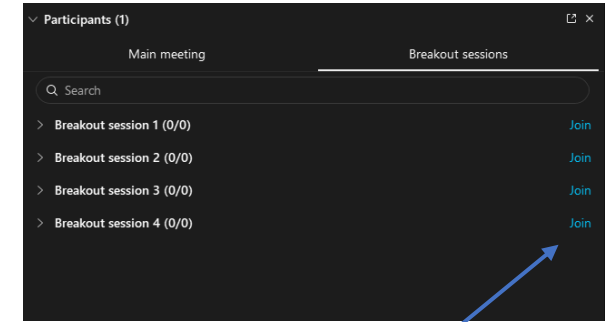 Participants (1)
Main meeting
Breakout sessions
Search
Breakout session 1 (0/0) Join
Breakout session 2 (0/0) Join
Breakout session 3 (0/0) Join
Breakout session 4 (0/0) Join